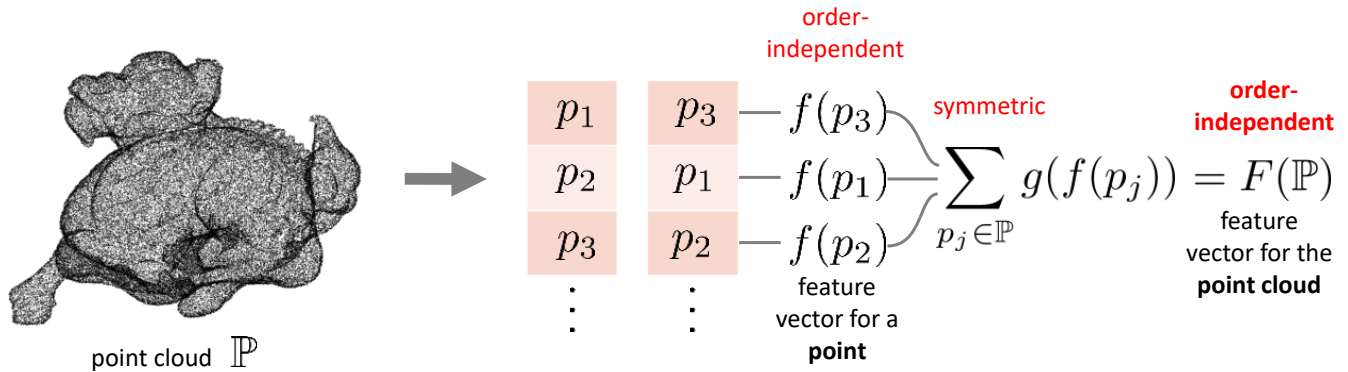 point cloud ℙ
p₁
p₂
p₃
⋮
p₃
p₁
p₂
⋮
order-
independent
f(p₃)
f(p₁)
f(p₂)
feature
vector for a
point
symmetric
∑ g(f(pⱼ)) = F(ℙ)
pⱼ∈ℙ
order-
independent
feature
vector for the
point cloud